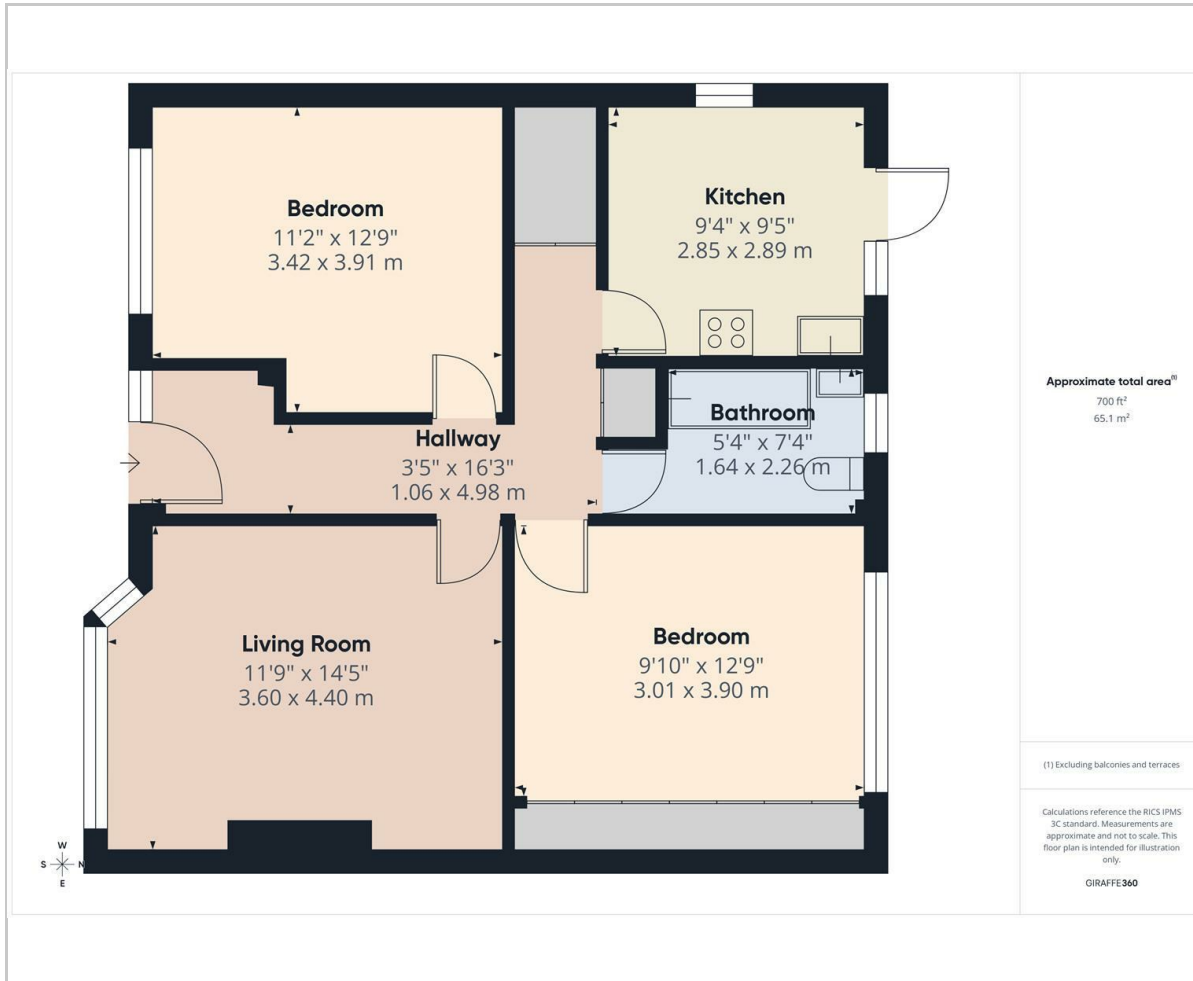 Bedroom
11'2" x 12'9"
3.42 x 3.91 m
Kitchen
9'4" x 9'5"
2.85 x 2.89 m
Hallway
3'5" x 16'3"
1.06 x 4.98 m
Bathroom
5'4" x 7'4"
1.64 x 2.26 m
Living Room
11'9" x 14'5"
3.60 x 4.40 m
Bedroom
9'10" x 12'9"
3.01 x 3.90 m
W
S N
E
Approximate total area(1)
700 ft²
65.1 m²
(1) Excluding balconies and terraces
Calculations reference the RICS IPMS
3C standard. Measurements are
approximate and not to scale. This
floor plan is intended for illustration
only.
GIRAFFE360